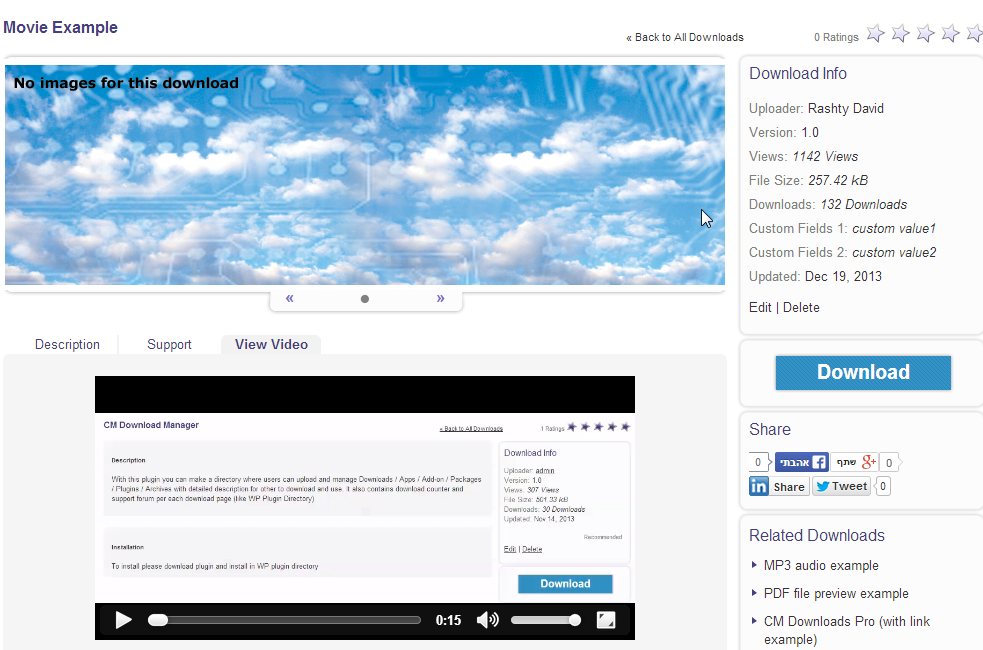 Movie Example
« Back to All Downloads
0 Ratings
No images for this download
« »
Description Support View Video
CM Download Manager
« Back to All Downloads
1 Ratings
Description
With this plugin you can make a directory where users can upload and manage Downloads / Apps / Add-on / Packages
/ Plugins / Archives with detailed description for other to download and use. It also contains download counter and
support forum per each download page (like WP Plugin Directory)
Installation
To install please download plugin and install in WP plugin directory
Download Info
Uploader: admin
Version: 1.0
Views: 307 Views
File Size: 501.33 kB
Downloads: 30 Downloads
Updated: Nov 14, 2013
Recommended
Edit | Delete
Download
0:15
Download Info
Uploader: Rashty David
Version: 1.0
Views: 1142 Views
File Size: 257.42 kB
Downloads: 132 Downloads
Custom Fields 1: custom value1
Custom Fields 2: custom value2
Updated: Dec 19, 2013
Edit | Delete
Download
Share
0 אהבתי f שתף g+ 0
in Share Tweet 0
Related Downloads
MP3 audio example
PDF file preview example
CM Downloads Pro (with link
example)